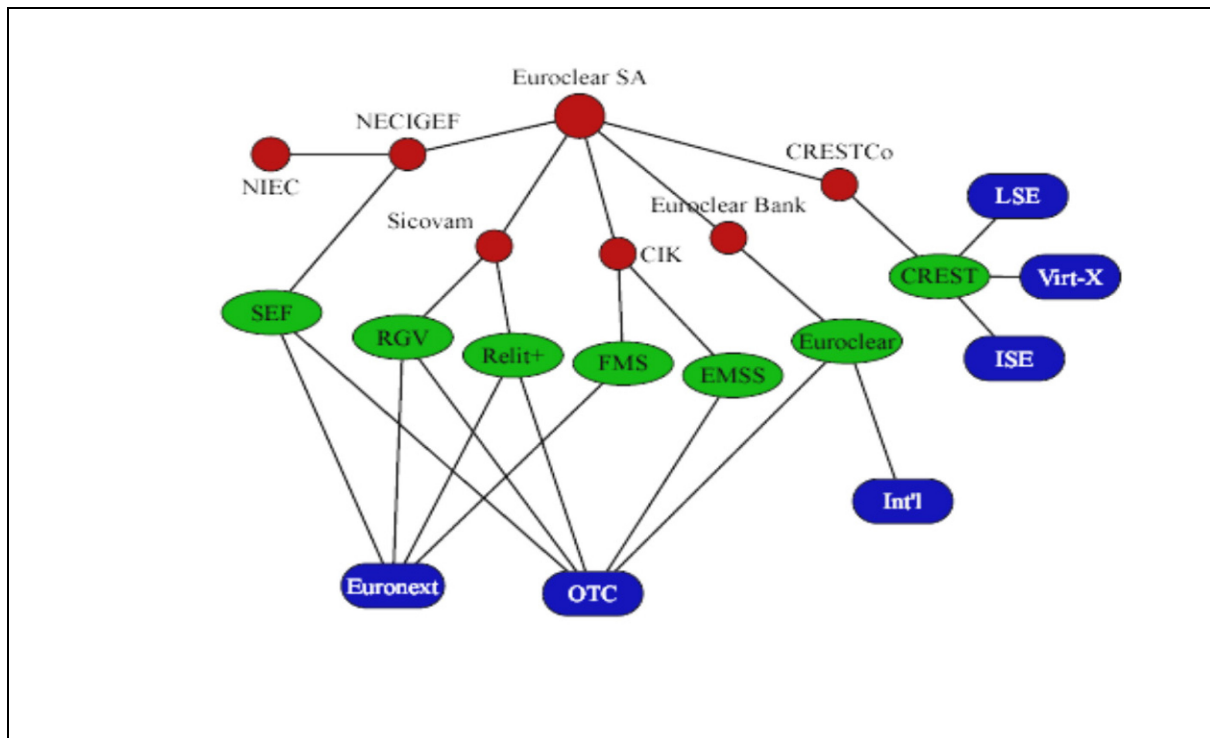 Euroclear SA
NECIGEF
CRESTCo
NIEC
LSE
Euroclear Bank
Sicovam
CIK
CREST
Virt-X
SEF
RGV
Relit+
FMS
EMSS
Euroclear
ISE
Int'l
Euronext
OTC